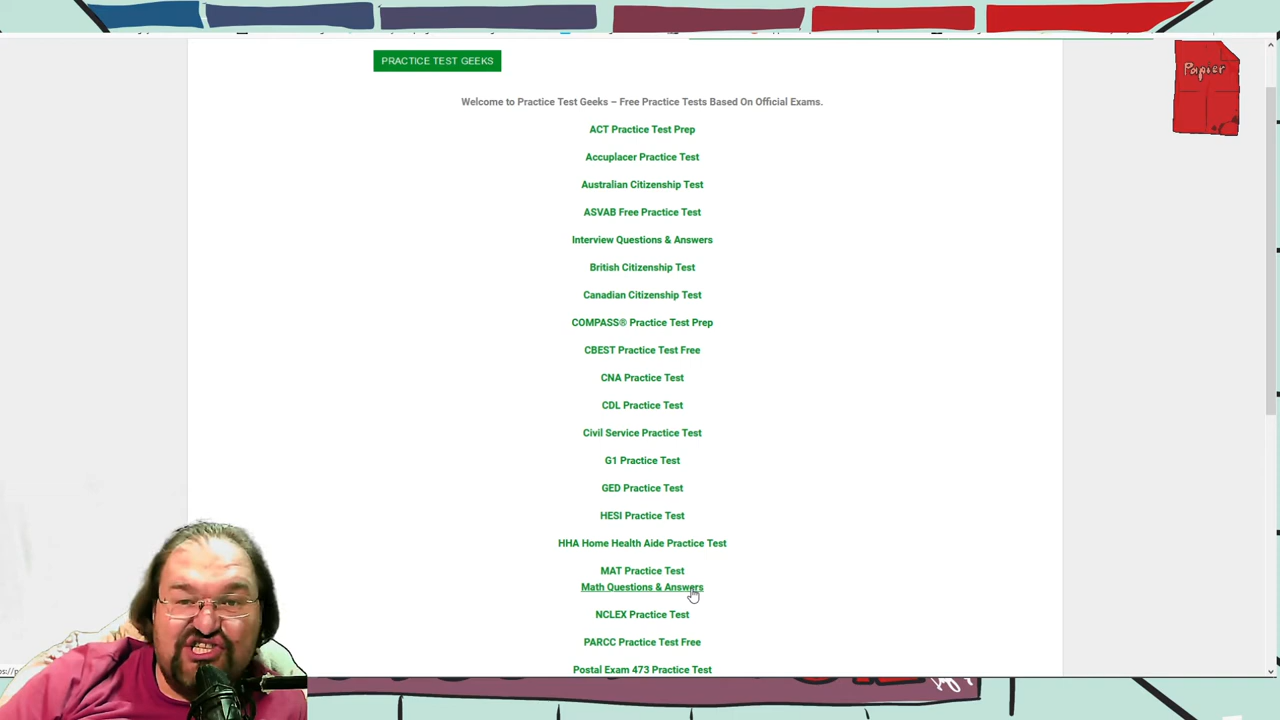 PRACTICE TEST GEEKS
Papier
Welcome to Practice Test Geeks – Free Practice Tests Based On Official Exams.
ACT Practice Test Prep
Accuplacer Practice Test
Australian Citizenship Test
ASVAB Free Practice Test
Interview Questions & Answers
British Citizenship Test
Canadian Citizenship Test
COMPASS® Practice Test Prep
CBEST Practice Test Free
CNA Practice Test
CDL Practice Test
Civil Service Practice Test
G1 Practice Test
GED Practice Test
HESI Practice Test
HHA Home Health Aide Practice Test
MAT Practice Test
Math Questions & Answers
NCLEX Practice Test
PARCC Practice Test Free
Postal Exam 473 Practice Test